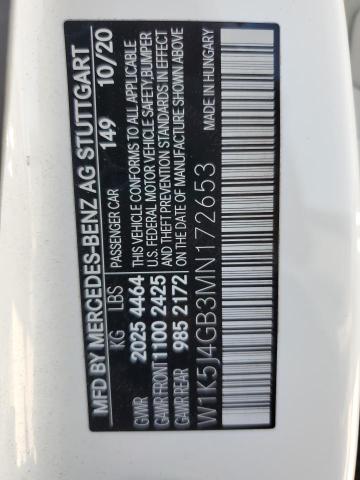 MFD BY MERCEDES-BENZ AG STUTTGART
KG LBS PASSENGER CAR 149 10/20
GWR 2025 4464 THIS VEHICLE CONFORMS TO ALL APPLICABLE
GAWR FRONT 1100 2425 U.S. FEDERAL MOTOR VEHICLE SAFETY, BUMPER
GAWR REAR 985 2172 AND THEFT PREVENTION STANDARDS
IN EFFECT ON THE DATE OF MANUFACTURE SHOWN ABOVE
W1K5J4GB3MN172653 MADE IN HUNGARY